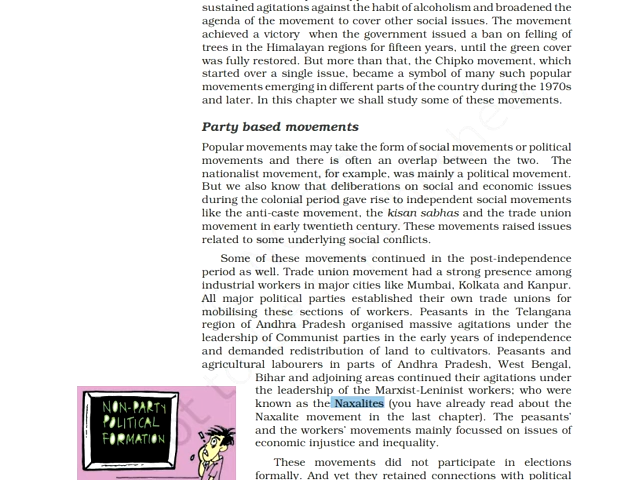 sustained agitations against the habit of alcoholism and broadened the
agenda of the movement to cover other social issues. The movement
achieved a victory when the government issued a ban on felling of
trees in the Himalayan regions for fifteen years, until the green cover
was fully restored. But more than that, the Chipko movement, which
started over a single issue, became a symbol of many such popular
movements emerging in different parts of the country during the 1970s
and later. In this chapter we shall study some of these movements.
Party based movements
Popular movements may take the form of social movements or political
movements and there is often an overlap between the two. The
nationalist movement, for example, was mainly a political movement.
But we also know that deliberations on social and economic issues
during the colonial period gave rise to independent social movements
like the anti-caste movement, the kisan sabhas and the trade union
movement in early twentieth century. These movements raised issues
related to some underlying social conflicts.
Some of these movements continued in the post-independence
period as well. Trade union movement had a strong presence among
industrial workers in major cities like Mumbai, Kolkata and Kanpur.
All major political parties established their own trade unions for
mobilising these sections of workers. Peasants in the Telangana
region of Andhra Pradesh organised massive agitations under the
leadership of Communist parties in the early years of independence
and demanded redistribution of land to cultivators. Peasants and
agricultural labourers in parts of Andhra Pradesh, West Bengal,
Bihar and adjoining areas continued their agitations under
the leadership of the Marxist-Leninist workers; who were
known as the Naxalites (you have already read about the
Naxalite movement in the last chapter). The peasants'
and the workers' movements mainly focussed on issues of
economic injustice and inequality.
These movements did not participate in elections
formally. And yet they retained connections with political
NON-PARTY
POLITICAL
FORMATION